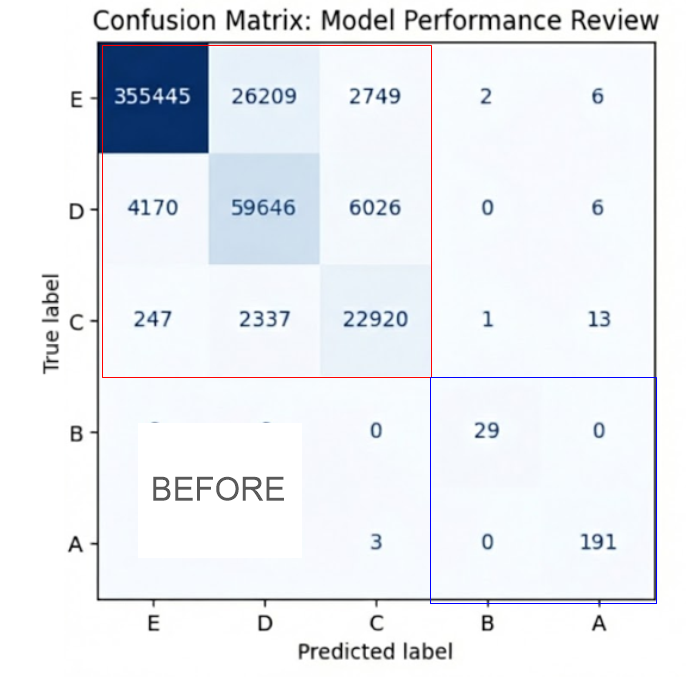 Confusion Matrix: Model Performance Review
E 355445 26209 2749 2 6
D 4170 59646 6026 0 6
C 247 2337 22920 1 13
B 0 29 0
BEFORE
A 3 0 191
E D C B A
Predicted label
True label